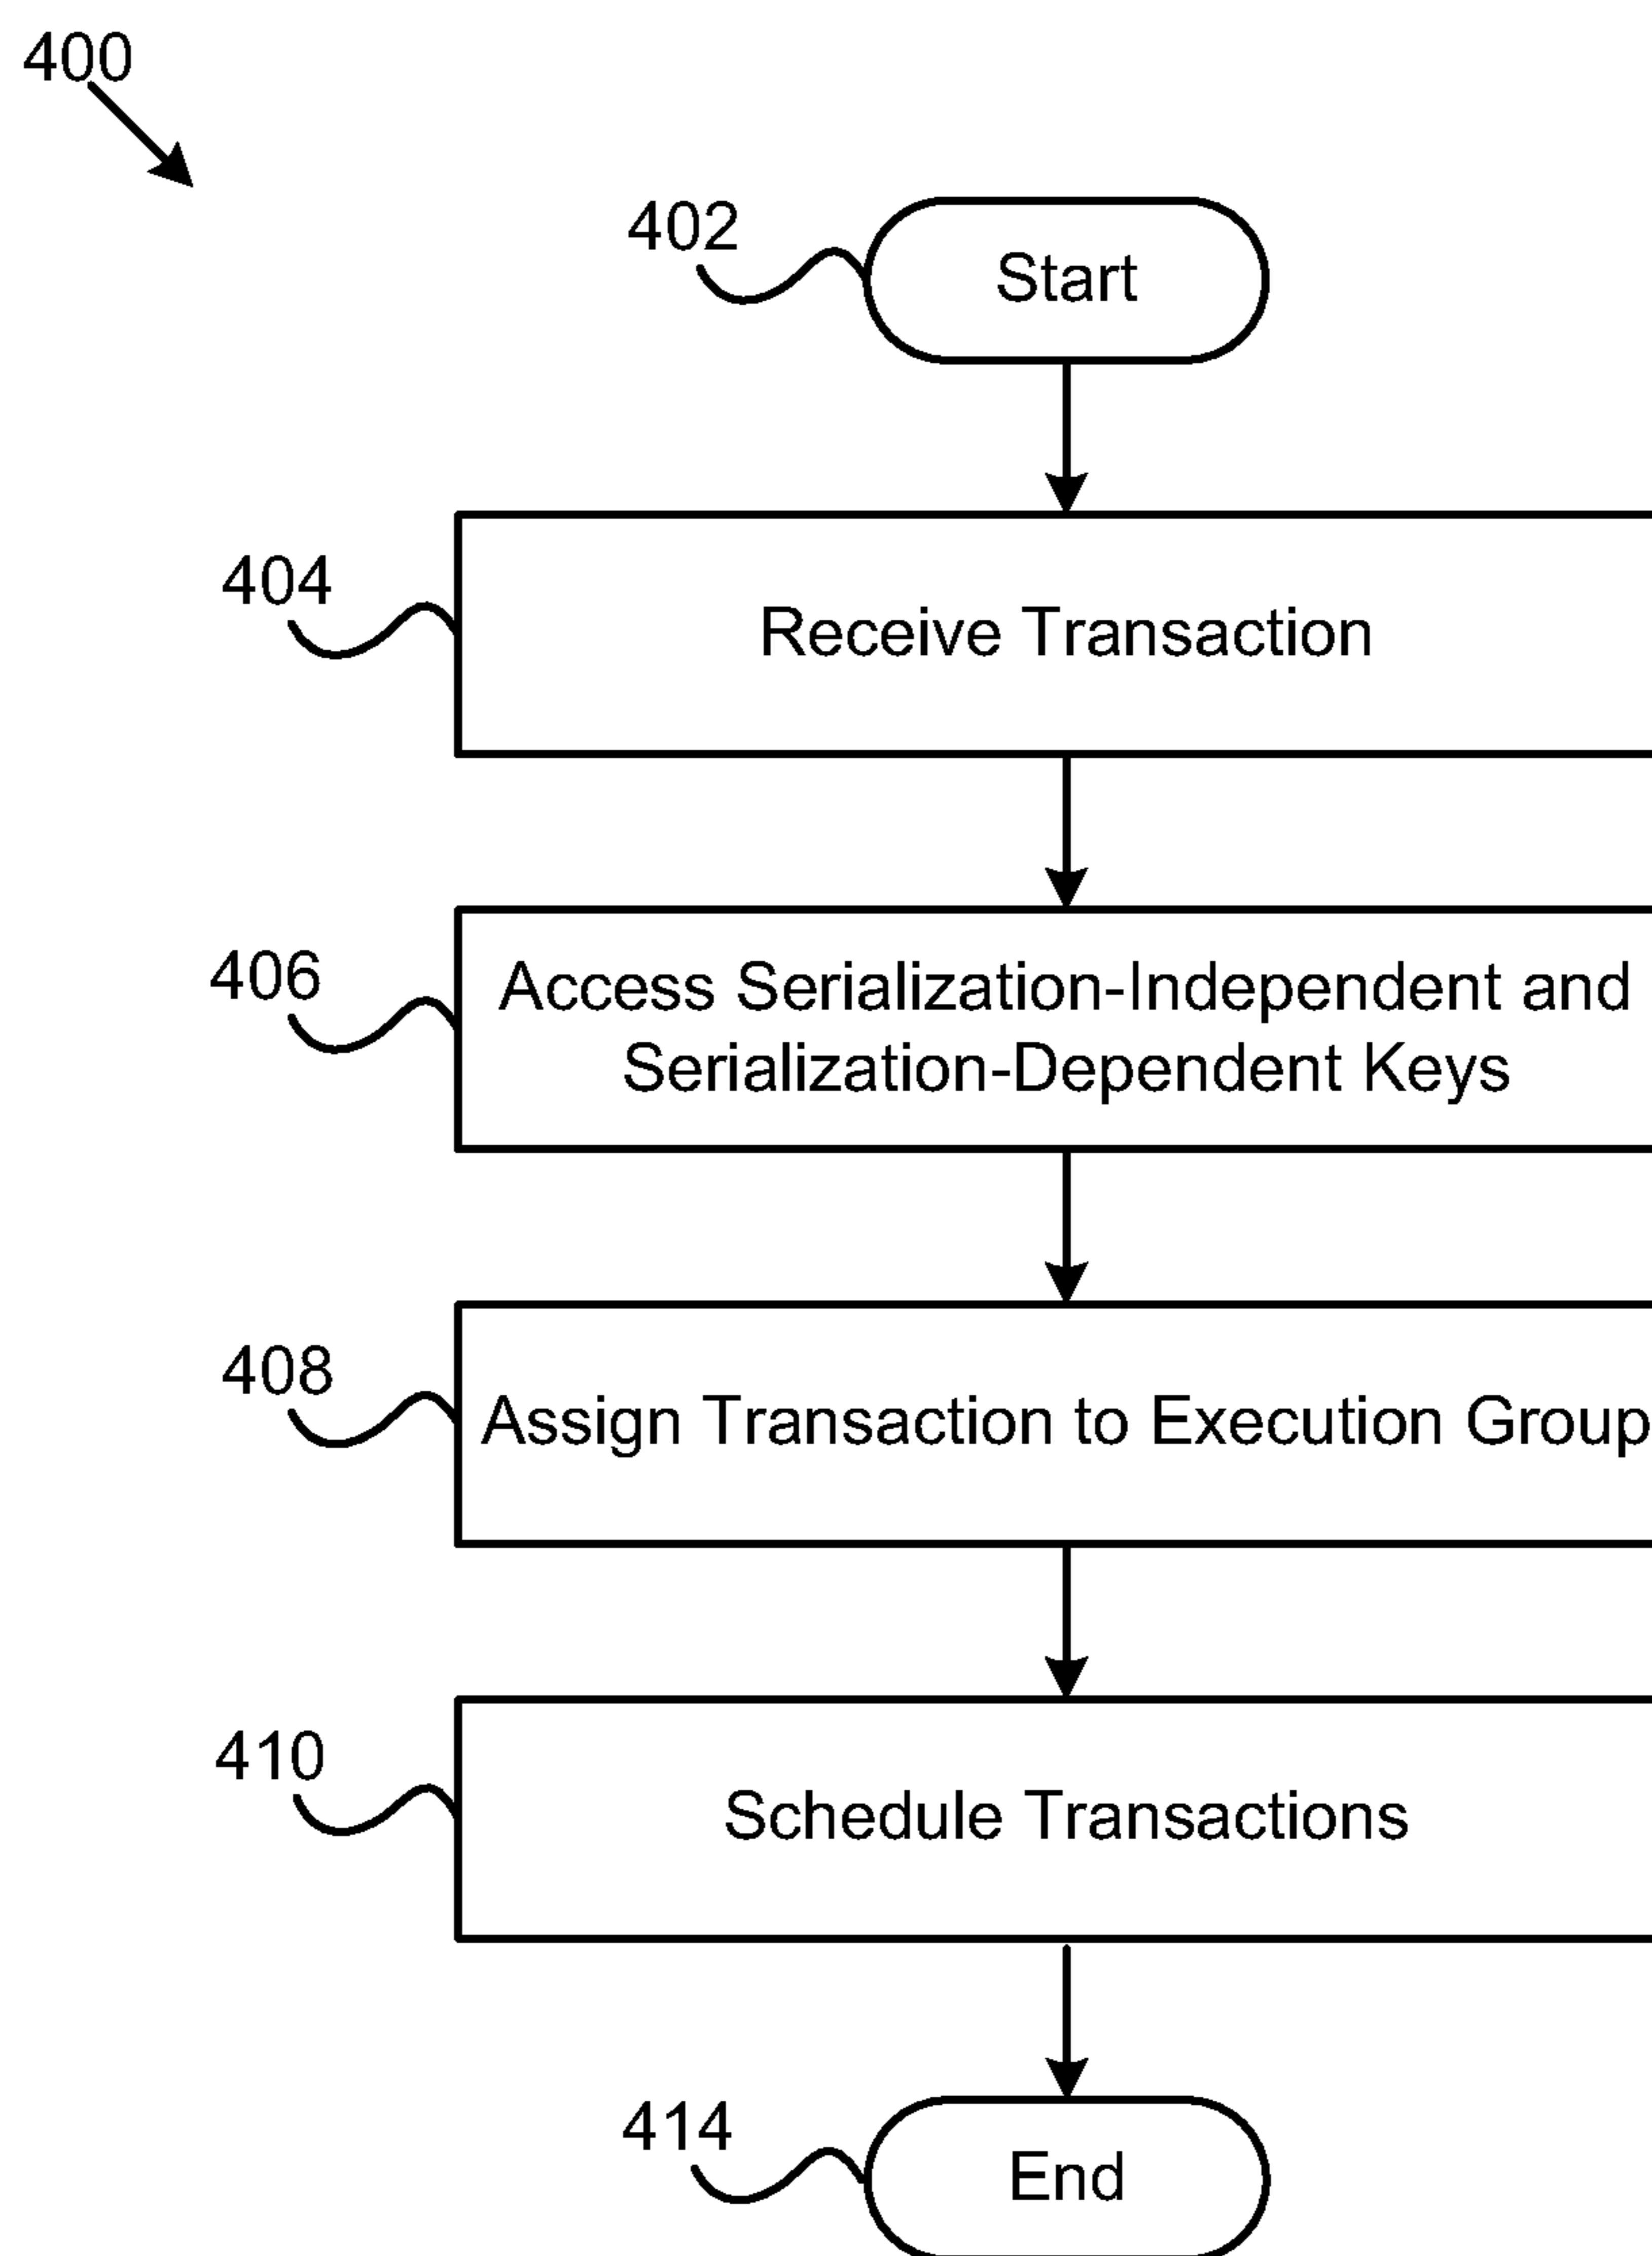 400
402
Start
404
Receive Transaction
406
Access Serialization-Independent and
Serialization-Dependent Keys
408
Assign Transaction to Execution Group
410
Schedule Transactions
414
End